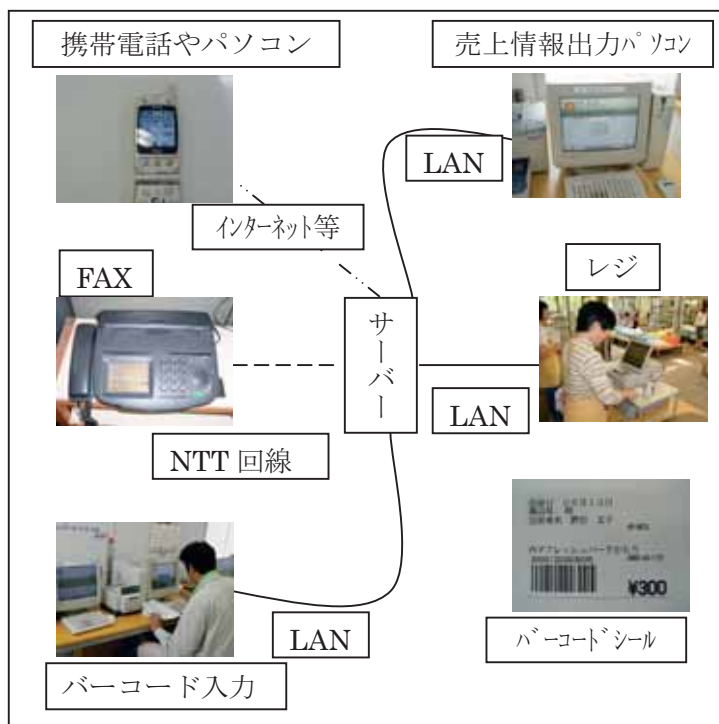 携帯電話やパソコン
売上情報出力ﾊﾟｿｺﾝ
LAN
ｲﾝﾀｰﾈｯﾄ等
FAX
レジ
サーバー
LAN
NTT 回線
¥300
LAN
ﾊﾞｰｺｰﾄﾞｼｰﾙ
バーコード入力